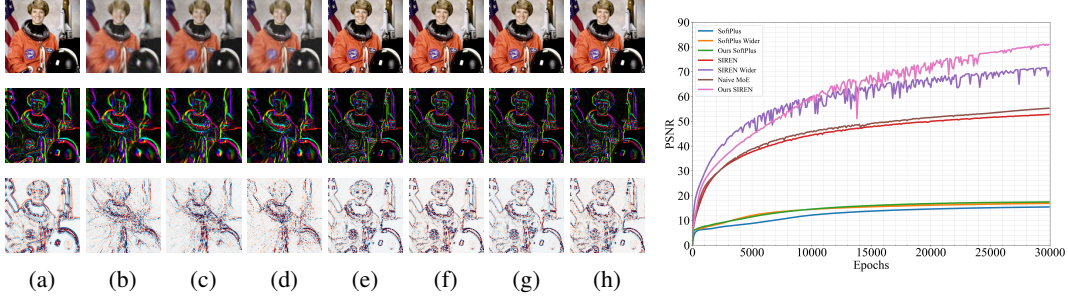 (a) (b) (c) (d) (e) (f) (g) (h)
90
80
70
60
50
40
30
20
10
0
PSNR
SoftPlus
SoftPlus Wider
Ours SoftPlus
SIREN
SIREN Wider
Naive MoE
Ours SIREN
0 5000 10000 15000 20000 25000 30000
Epochs